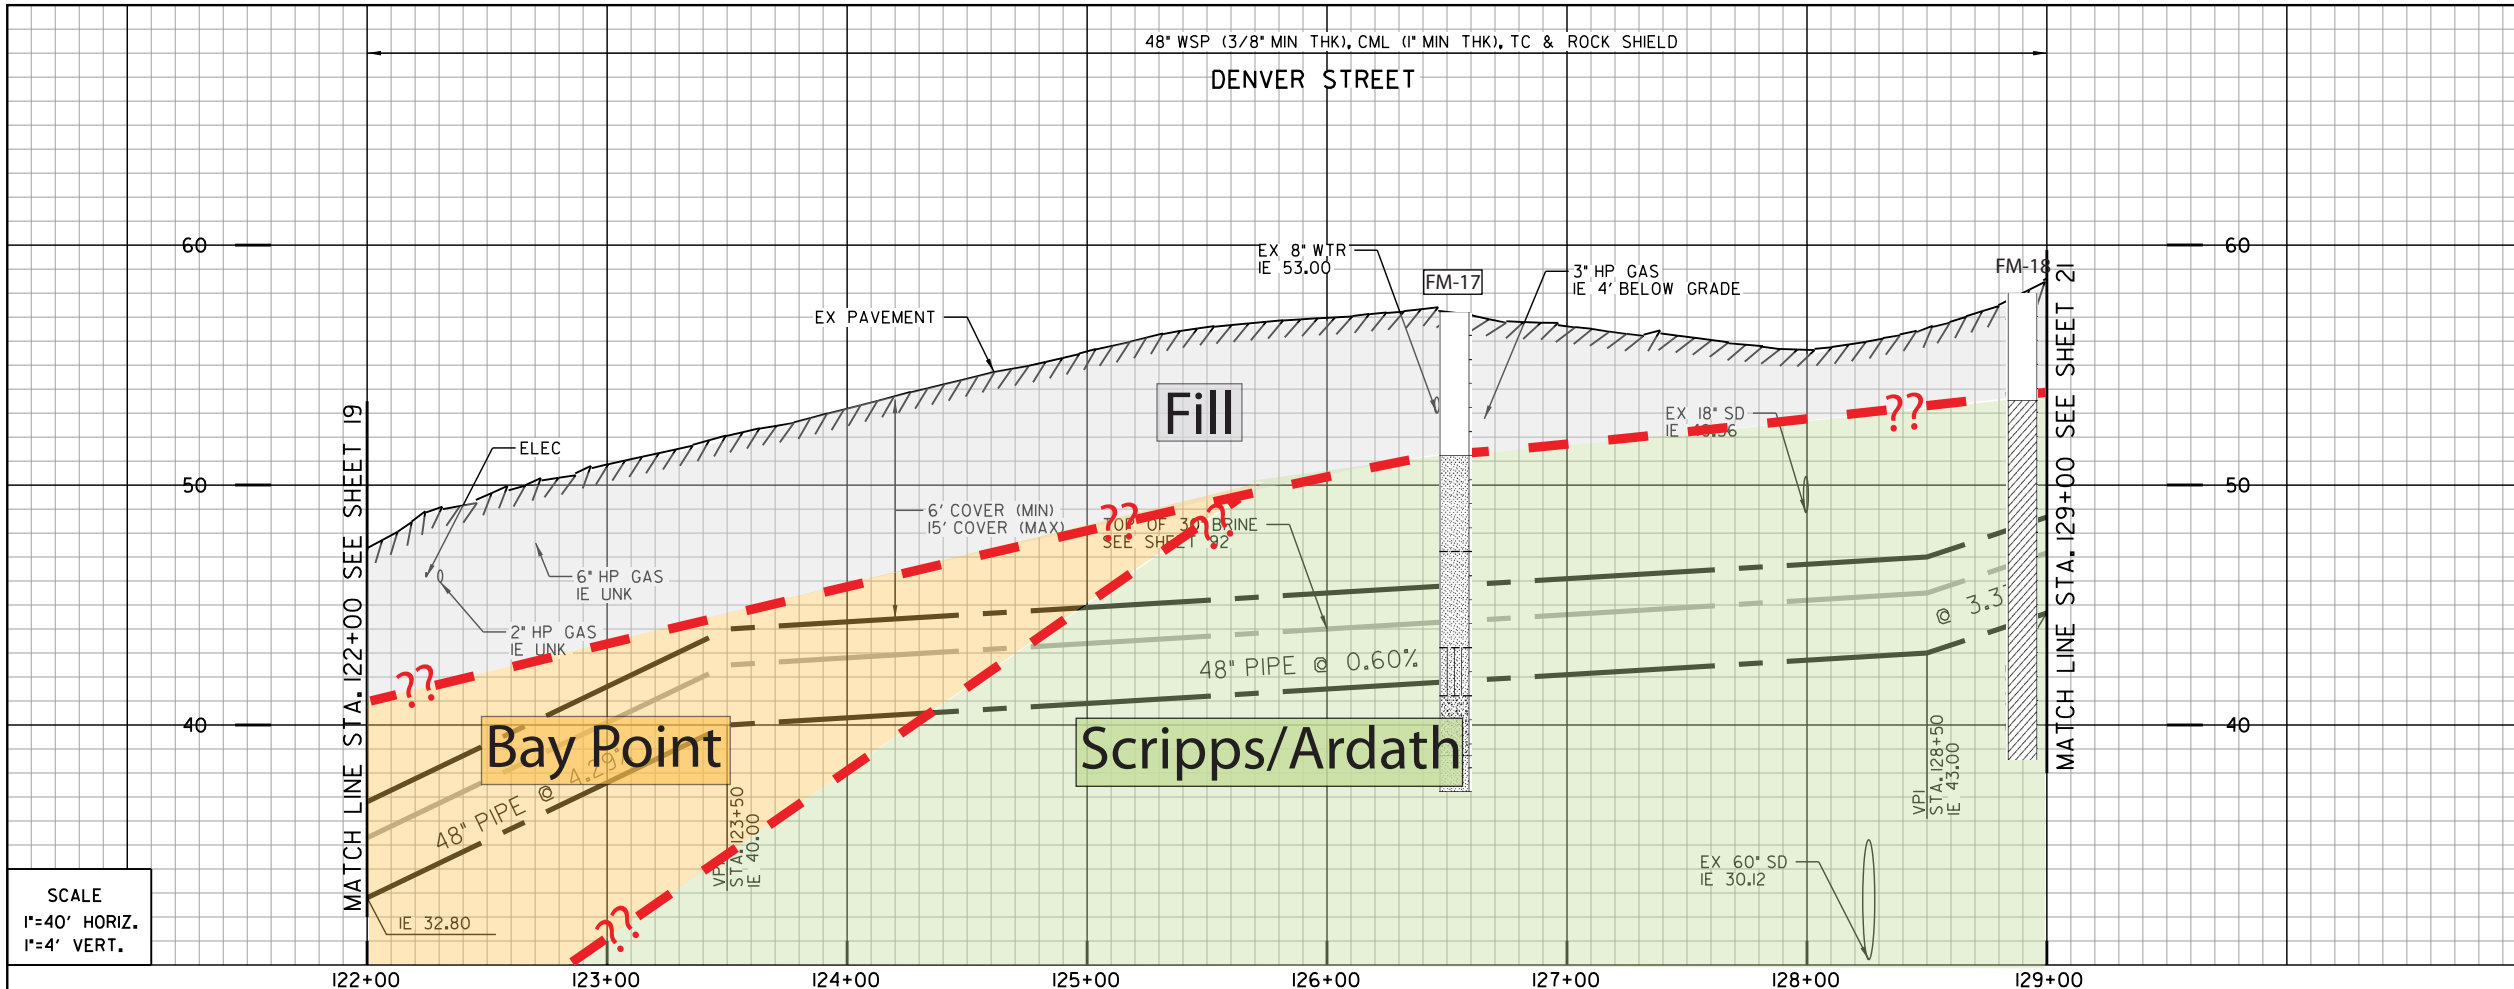 48" WSP (3/8" MIN THK), CML (1" MIN THK), TC & ROCK SHIELD
DENVER STREET
60
60
EX 8" WTR
IE 53.00
FM-17
3" HP GAS
IE 4' BELOW GRADE
FM-18
EX PAVEMENT
Fill
EX 18" SD
IE
??
ELEC
50
50
6' COVER (MIN)
15' COVER (MAX)
??
??
TOP OF 30 BRINE
SEE SHEET 92
6" HP GAS
IE UNK
2" HP GAS
IE UNK
??
@ 3.3
48" PIPE @ 0.60%
40
40
Bay Point
Scripps/Ardath
48" PIPE @ 4.29
VPI
STA. 123+50
IE 40.00
VPI
STA. 128+50
IE 43.00
MATCH LINE STA. 122+00 SEE SHEET 19
MATCH LINE STA. 129+00 SEE SHEET 21
EX 60" SD
IE 30.12
??
IE 32.80
SCALE
1"=40' HORIZ.
1"=4' VERT.
122+00
123+00
124+00
125+00
126+00
127+00
128+00
129+00